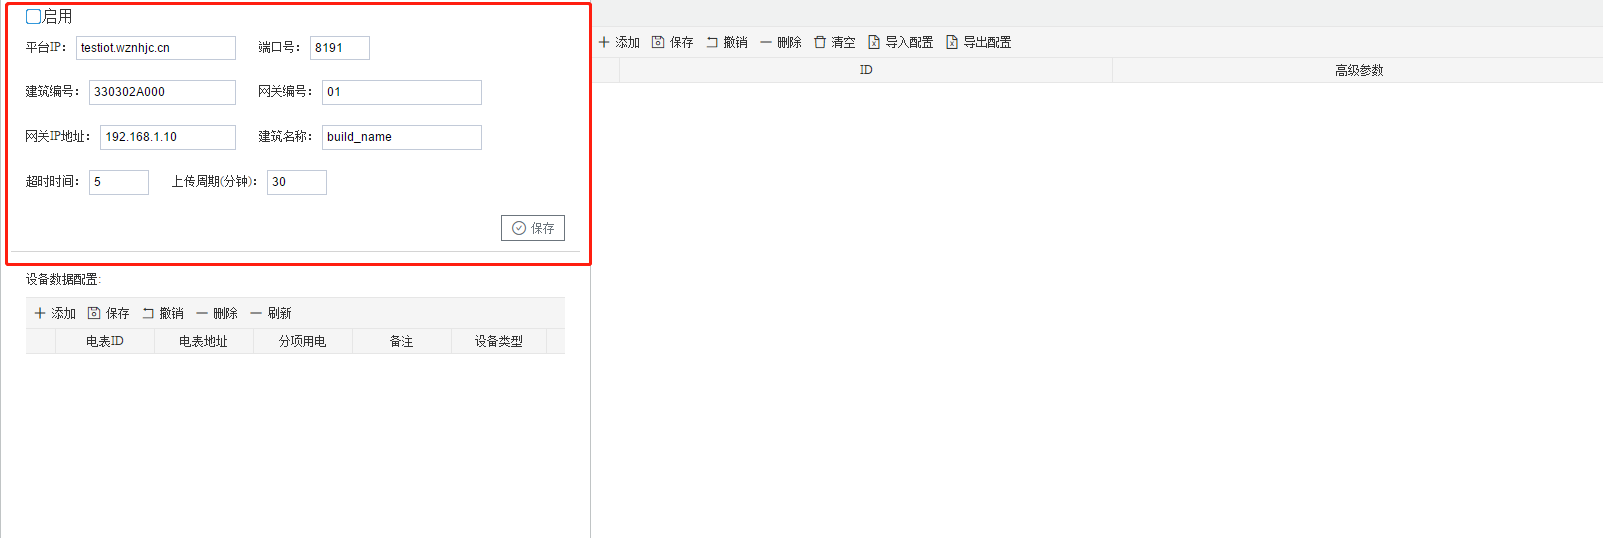 启用
平台IP： testiot.wznhjc.cn 端口号： 8191
建筑编号： 330302A000 网关编号： 01
网关IP地址： 192.168.1.10 建筑名称： build_name
超时时间： 5 上传周期(分钟)： 30
保存
设备数据配置:
添加 保存 撤销 删除 刷新
电表ID 电表地址 分项用电 备注 设备类型
添加 保存 撤销 删除 清空 导入配置 导出配置
ID 高级参数